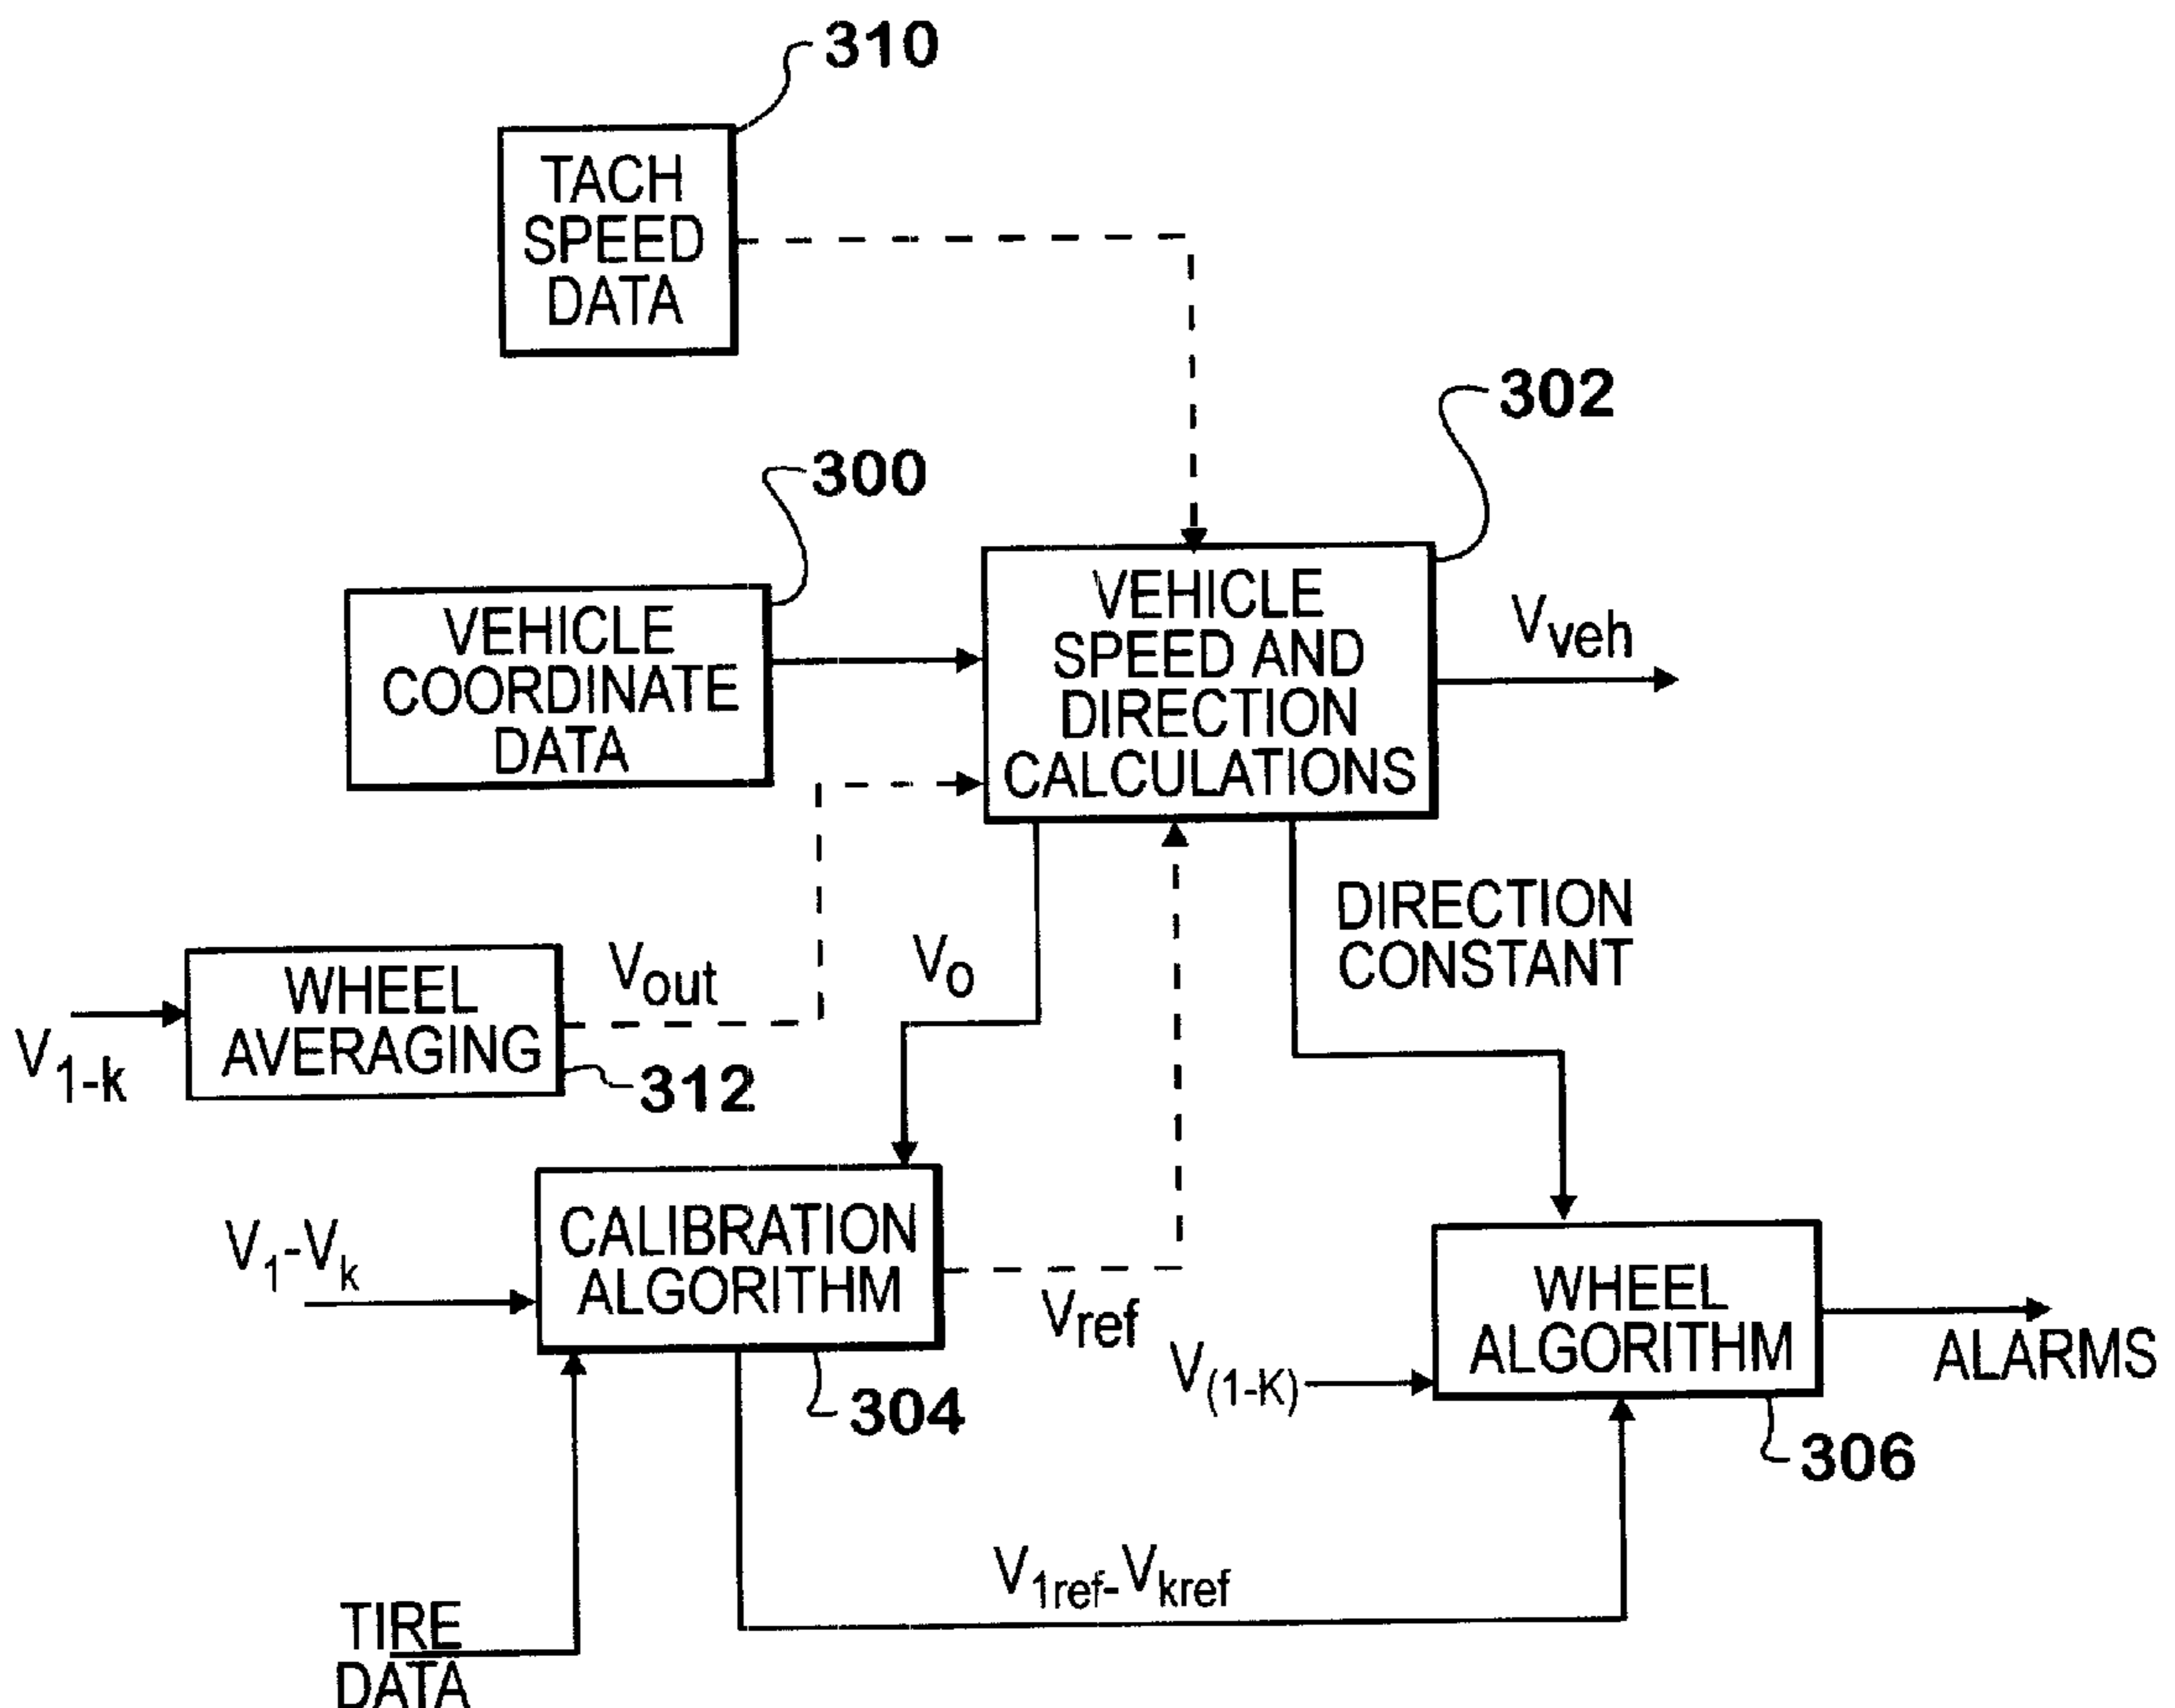 310
TACH
SPEED
DATA
302
300
VEHICLE
COORDINATE
DATA
VEHICLE
SPEED AND
DIRECTION
CALCULATIONS
Vveh
DIRECTION
CONSTANT
Vo
Vout
WHEEL
AVERAGING
V1-k
312
V1-Vk
CALIBRATION
ALGORITHM
Vref
304
V(1-K)
WHEEL
ALGORITHM
ALARMS
306
V1ref-Vkref
TIRE
DATA